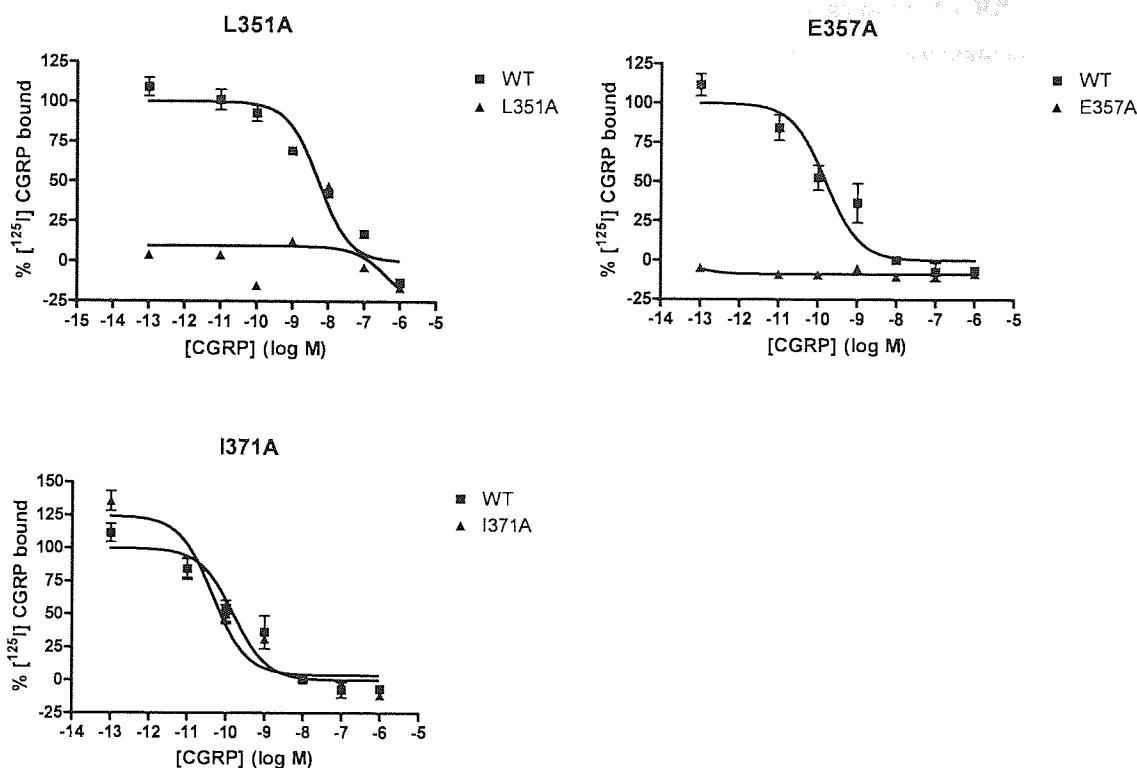 L351A
% [125I] CGRP bound
125
100
75
50
25
0
-25
-15 -14 -13 -12 -11 -10 -9 -8 -7 -6 -5
[CGRP] (log M)
WT
L351A
E357A
% [125I] CGRP bound
125
100
75
50
25
0
-25
-14 -13 -12 -11 -10 -9 -8 -7 -6 -5
[CGRP] (log M)
WT
E357A
I371A
% [125I] CGRP bound
150
125
100
75
50
25
0
-25
-14 -13 -12 -11 -10 -9 -8 -7 -6 -5
[CGRP] (log M)
WT
I371A